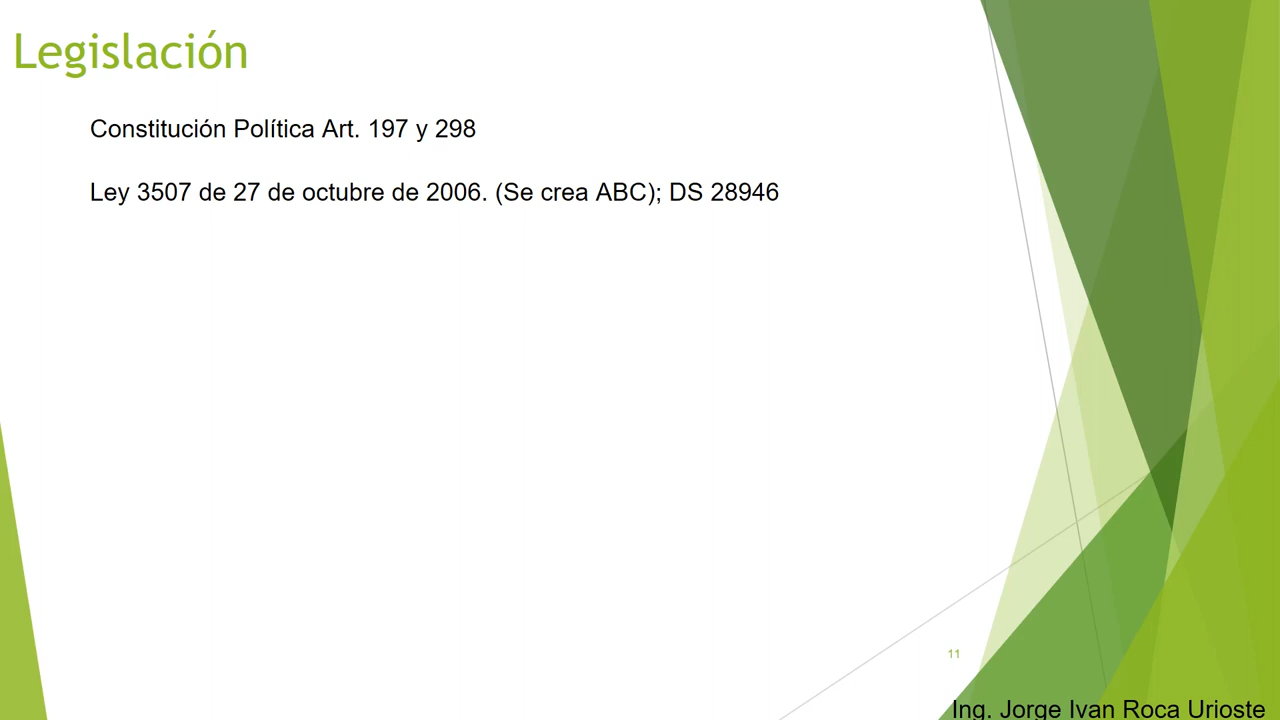 Legislación
Constitución Política Art. 197 y 298
Ley 3507 de 27 de octubre de 2006. (Se crea ABC); DS 28946
11
Ing. Jorge Ivan Roca Urioste